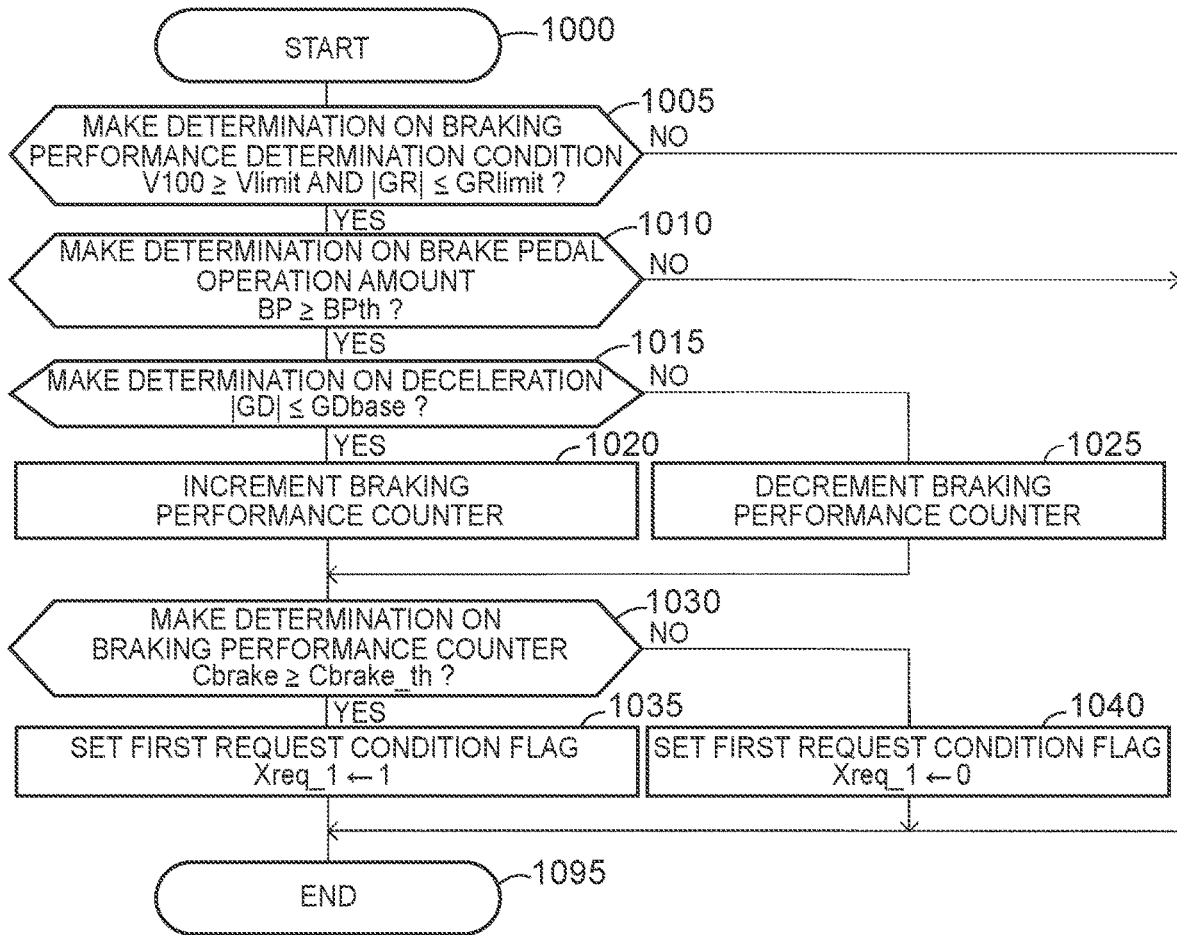 START
1000
MAKE DETERMINATION ON BRAKING
PERFORMANCE DETERMINATION CONDITION
V100 ≥ Vlimit AND |GR| ≤ GRlimit ?
1005
NO
YES
MAKE DETERMINATION ON BRAKE PEDAL
OPERATION AMOUNT
BP ≥ BPth ?
1010
NO
YES
MAKE DETERMINATION ON DECELERATION
|GD| ≤ GDbase ?
1015
NO
YES
1020
INCREMENT BRAKING
PERFORMANCE COUNTER
1025
DECREMENT BRAKING
PERFORMANCE COUNTER
MAKE DETERMINATION ON
BRAKING PERFORMANCE COUNTER
Cbrake ≥ Cbrake_th ?
1030
NO
YES
1035
SET FIRST REQUEST CONDITION FLAG
Xreq_1 ← 1
1040
SET FIRST REQUEST CONDITION FLAG
Xreq_1 ← 0
END
1095